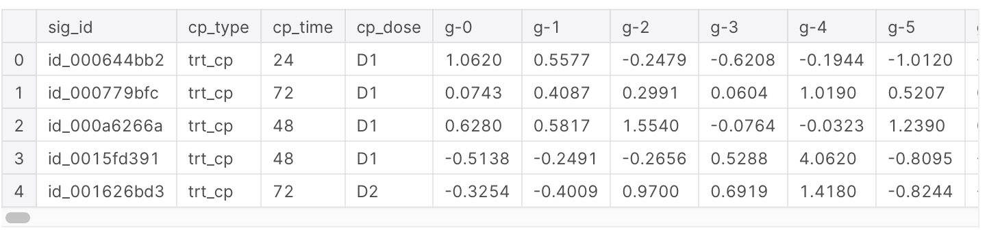 sig_id cp_type cp_time cp_dose g-0 g-1 g-2 g-3 g-4 g-5
0 id_000644bb2 trt_cp 24 D1 1.0620 0.5577 -0.2479 -0.6208 -0.1944 -1.0120
1 id_000779bfc trt_cp 72 D1 0.0743 0.4087 0.2991 0.0604 1.0190 0.5207
2 id_000a6266a trt_cp 48 D1 0.6280 0.5817 1.5540 -0.0764 -0.0323 1.2390
3 id_0015fd391 trt_cp 48 D1 -0.5138 -0.2491 -0.2656 0.5288 4.0620 -0.8095
4 id_001626bd3 trt_cp 72 D2 -0.3254 -0.4009 0.9700 0.6919 1.4180 -0.8244